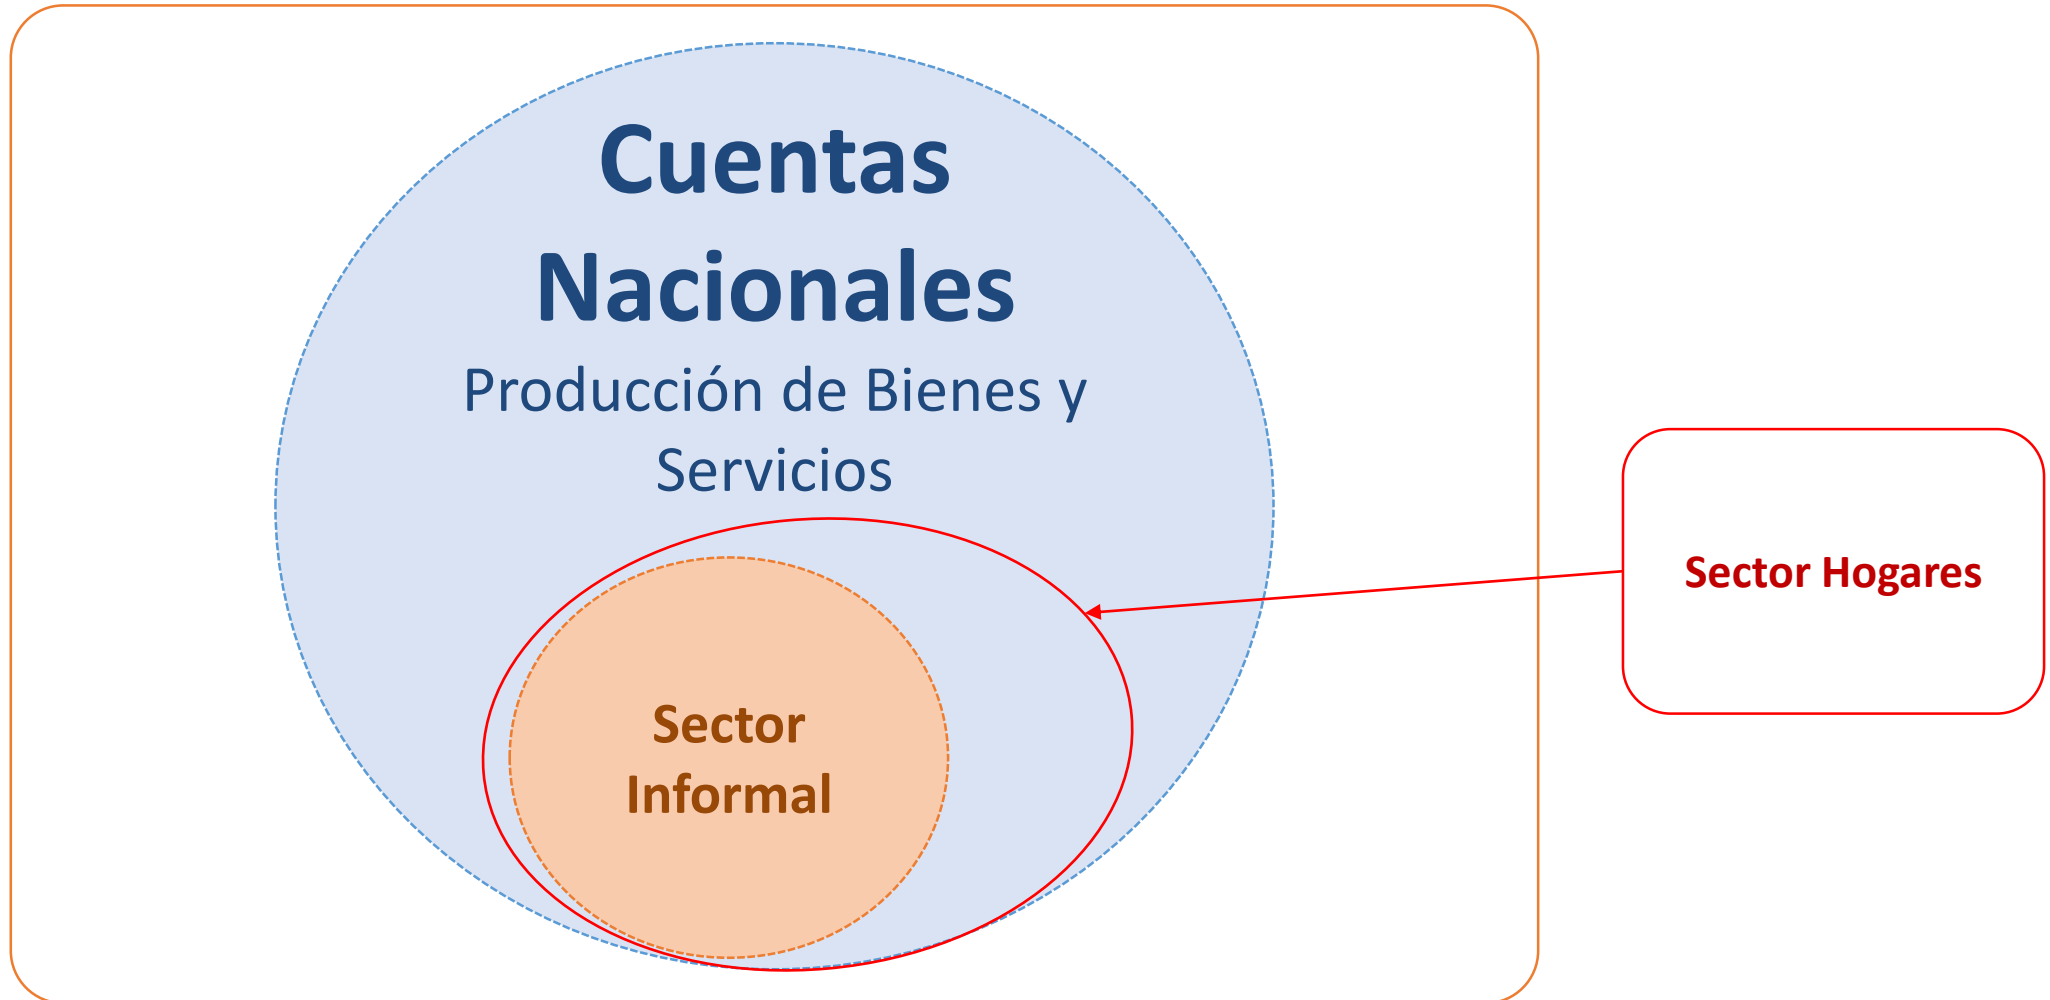 Cuentas
Nacionales
Producción de Bienes y
Servicios
Sector Hogares
Sector
Informal